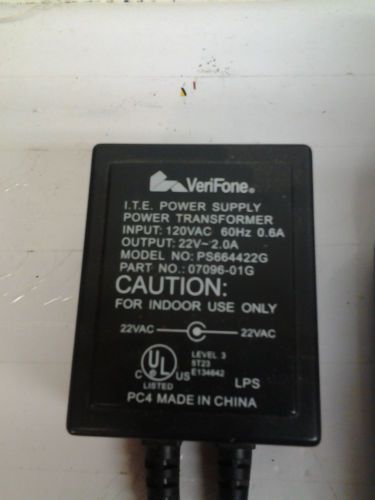 VeriFone®
I.T.E. POWER SUPPLY
POWER TRANSFORMER
INPUT: 120VAC 60Hz 0.6A
OUTPUT: 22V~2.0A
MODEL NO: PS664422G
PART NO.: 07096-01G
CAUTION:
FOR INDOOR USE ONLY
22VAC 22VAC
UL ®
C US
LISTED
LEVEL 3
5T23
E134642
LPS
PC4 MADE IN CHINA